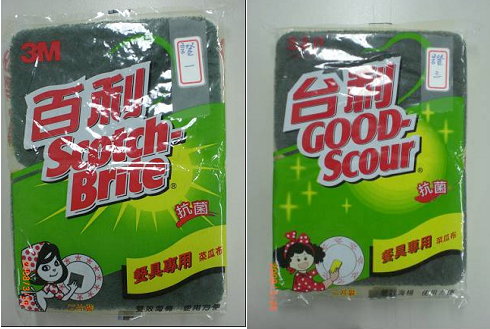 3M
證
一
百利
Scotch-
Brite®
抗菌
餐具專用 菜瓜布
證
三
台利
GOOD-
Scour®
抗菌
餐具專用 菜瓜布